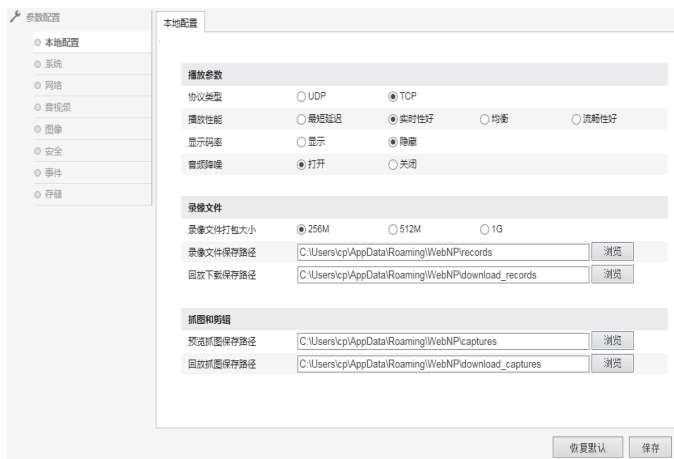 参数配置
本地配置
系统
网络
音视频
图像
安全
事件
存储
本地配置
播放参数
协议类型 UDP TCP
播放性能 最短延迟 实时性好 均衡 流畅性好
显示码率 显示 隐藏
音频降噪 打开 关闭
录像文件
录像文件打包大小 256M 512M 1G
录像文件保存路径 C:\Users\cp\AppData\Roaming\WebNP\records 浏览
回放下载保存路径 C:\Users\cp\AppData\Roaming\WebNP\download_records 浏览
抓图和剪辑
预览抓图保存路径 C:\Users\cp\AppData\Roaming\WebNP\captures 浏览
回放抓图保存路径 C:\Users\cp\AppData\Roaming\WebNP\download_captures 浏览
恢复默认 保存